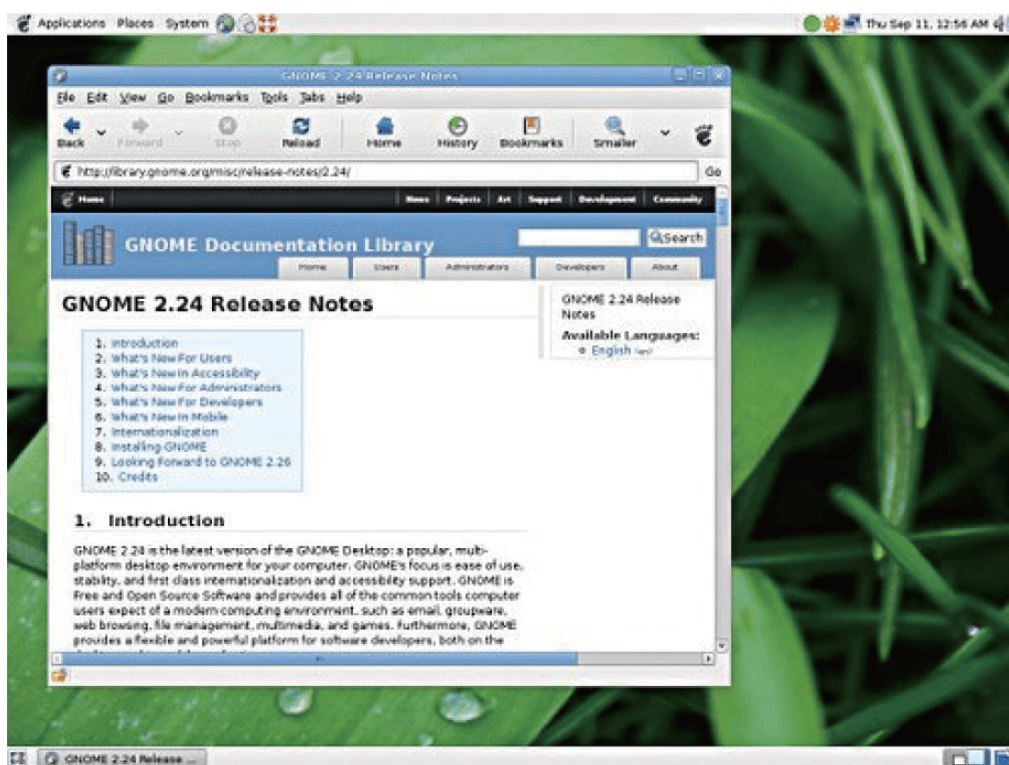 Applications Places System
Thu Sep 11, 12:56 AM
GNOME 2.24 Release Notes
File Edit View Go Bookmarks Tools Tabs Help
Back Forward Stop Reload Home History Bookmarks Smaller
http://library.gnome.org/misc/release-notes/2.24/ Go
Home News Projects Art Support Development Community
GNOME Documentation Library
Search
Home Users Administrators Developers About
GNOME 2.24 Release Notes
GNOME 2.24 Release
Notes
Available Languages:
English
1. Introduction
2. What's New For Users
3. What's New In Accessibility
4. What's New For Administrators
5. What's New For Developers
6. What's New In Mobile
7. Internationalization
8. Installing GNOME
9. Looking Forward to GNOME 2.26
10. Credits
1. Introduction
GNOME 2.24 is the latest version of the GNOME Desktop: a popular, multi-
platform desktop environment for your computer. GNOME's focus is ease of use,
stability, and first class internationalization and accessibility support. GNOME is
Free and Open Source Software and provides all of the common tools computer
users expect of a modern computing environment, such as email, groupware,
web browsing, file management, multimedia, and games. Furthermore, GNOME
provides a flexible and powerful platform for software developers, both on the
GNOME 2.24 Release ...